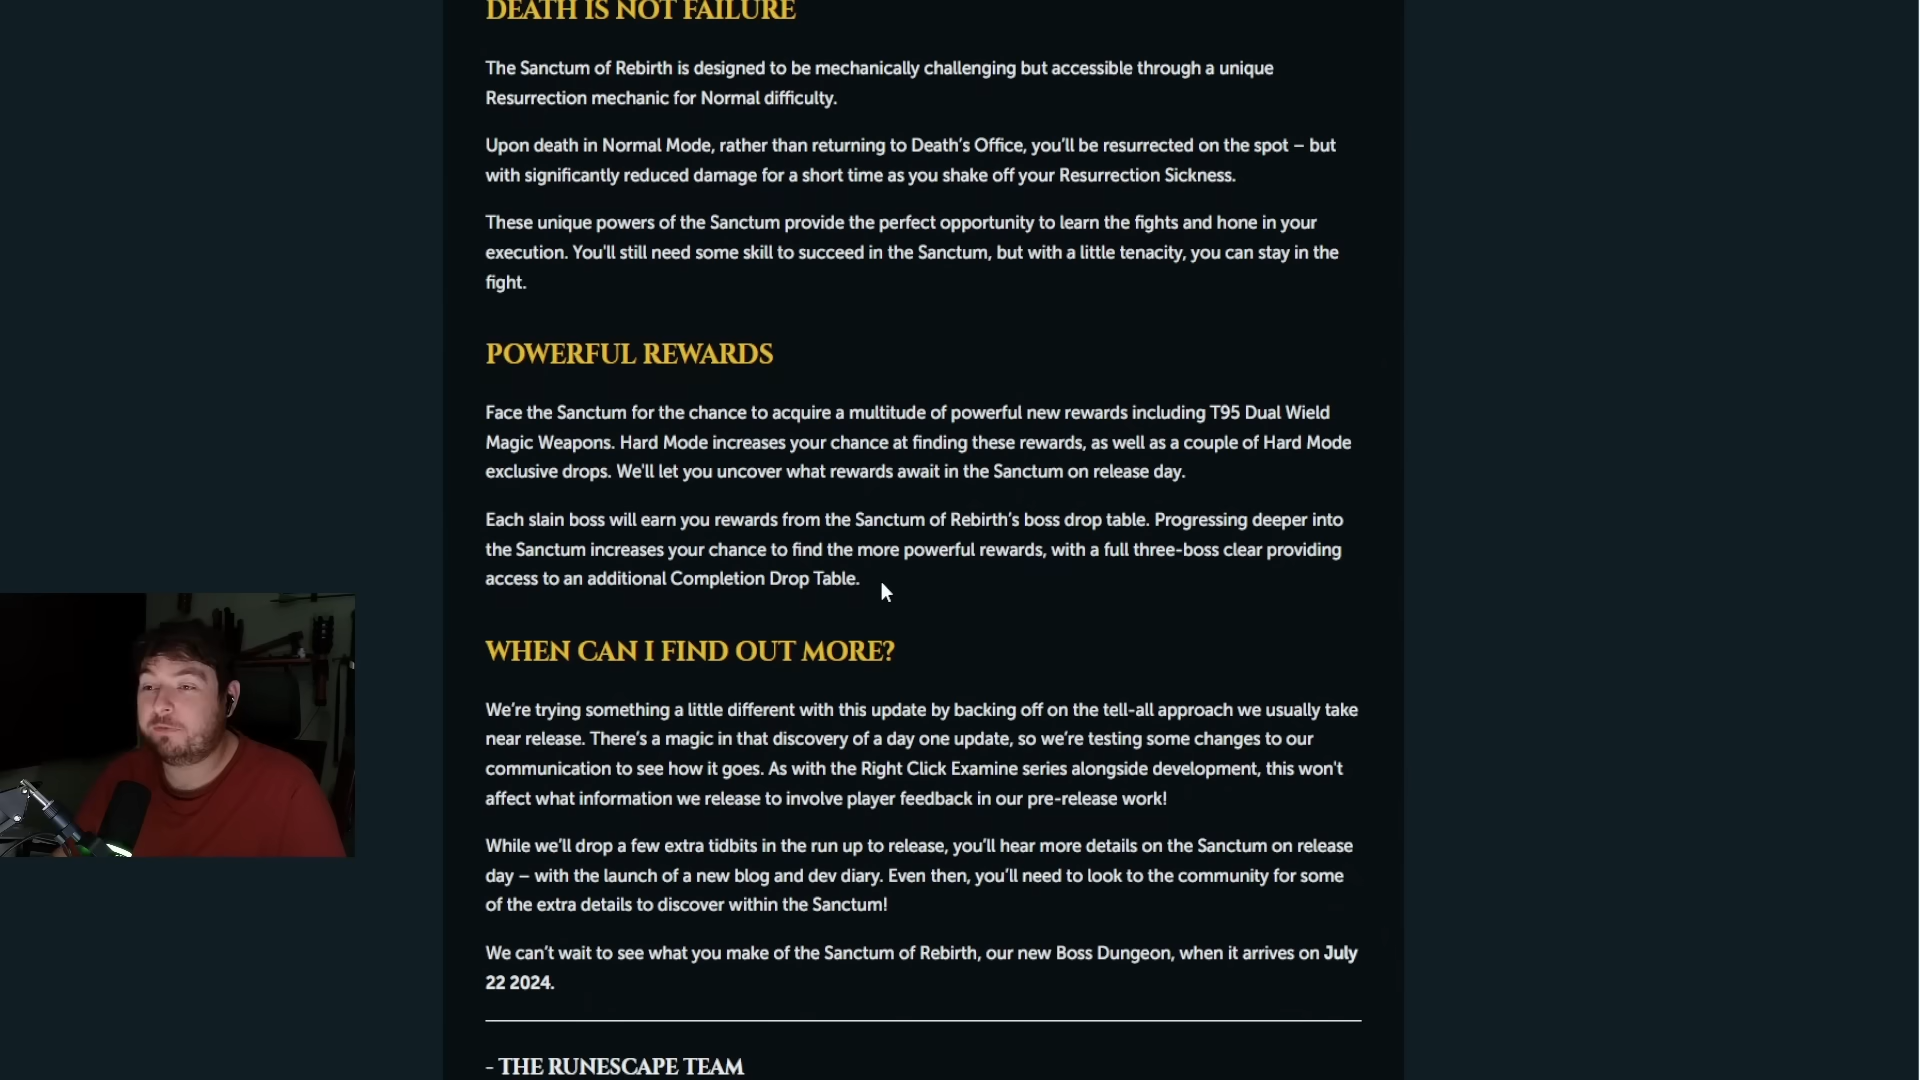 DEATH IS NOT FAILURE
The Sanctum of Rebirth is designed to be mechanically challenging but accessible through a unique
Resurrection mechanic for Normal difficulty.
Upon death in Normal Mode, rather than returning to Death’s Office, you’ll be resurrected on the spot – but
with significantly reduced damage for a short time as you shake off your Resurrection Sickness.
These unique powers of the Sanctum provide the perfect opportunity to learn the fights and hone in your
execution. You'll still need some skill to succeed in the Sanctum, but with a little tenacity, you can stay in the
fight.
POWERFUL REWARDS
Face the Sanctum for the chance to acquire a multitude of powerful new rewards including T95 Dual Wield
Magic Weapons. Hard Mode increases your chance at finding these rewards, as well as a couple of Hard Mode
exclusive drops. We'll let you uncover what rewards await in the Sanctum on release day.
Each slain boss will earn you rewards from the Sanctum of Rebirth’s boss drop table. Progressing deeper into
the Sanctum increases your chance to find the more powerful rewards, with a full three-boss clear providing
access to an additional Completion Drop Table.
WHEN CAN I FIND OUT MORE?
We’re trying something a little different with this update by backing off on the tell-all approach we usually take
near release. There’s a magic in that discovery of a day one update, so we’re testing some changes to our
communication to see how it goes. As with the Right Click Examine series alongside development, this won't
affect what information we release to involve player feedback in our pre-release work!
While we’ll drop a few extra tidbits in the run up to release, you’ll hear more details on the Sanctum on release
day – with the launch of a new blog and dev diary. Even then, you’ll need to look to the community for some
of the extra details to discover within the Sanctum!
We can’t wait to see what you make of the Sanctum of Rebirth, our new Boss Dungeon, when it arrives on July
22 2024.
- THE RUNESCAPE TEAM